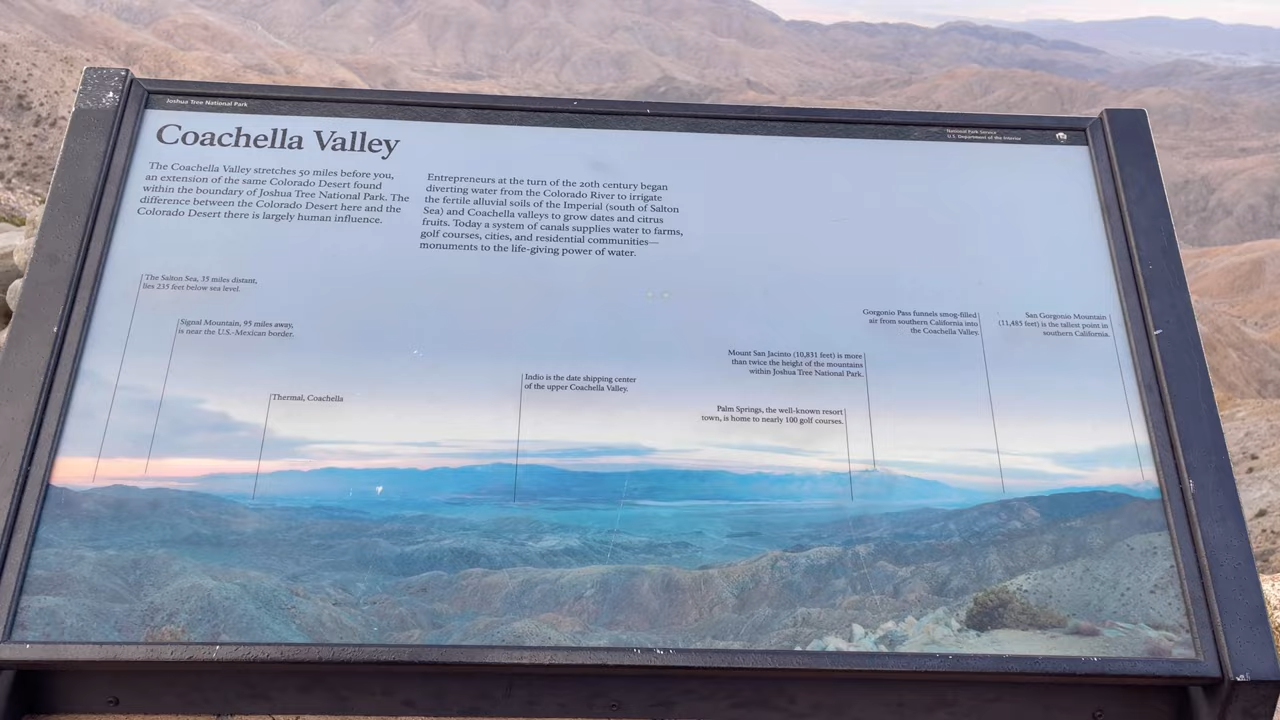 Joshua Tree National Park
National Park Service
U.S. Department of the Interior
Coachella Valley
The Coachella Valley stretches 50 miles before you,
an extension of the same Colorado Desert found
within the boundary of Joshua Tree National Park. The
difference between the Colorado Desert here and the
Colorado Desert there is largely human influence.
Entrepreneurs at the turn of the 20th century began
diverting water from the Colorado River to irrigate
the fertile alluvial soils of the Imperial (south of Salton
Sea) and Coachella valleys to grow dates and citrus
fruits. Today a system of canals supplies water to farms,
golf courses, cities, and residential communities—
monuments to the life-giving power of water.
The Salton Sea, 35 miles distant,
lies 235 feet below sea level.
Signal Mountain, 95 miles away,
is near the U.S.-Mexican border.
Thermal, Coachella
Indio is the date shipping center
of the upper Coachella Valley.
Palm Springs, the well-known resort
town, is home to nearly 100 golf courses.
Mount San Jacinto (10,831 feet) is more
than twice the height of the mountains
within Joshua Tree National Park.
Gorgonio Pass funnels smog-filled
air from southern California into
the Coachella Valley.
San Gorgonio Mountain
(11,485 feet) is the tallest point in
southern California.